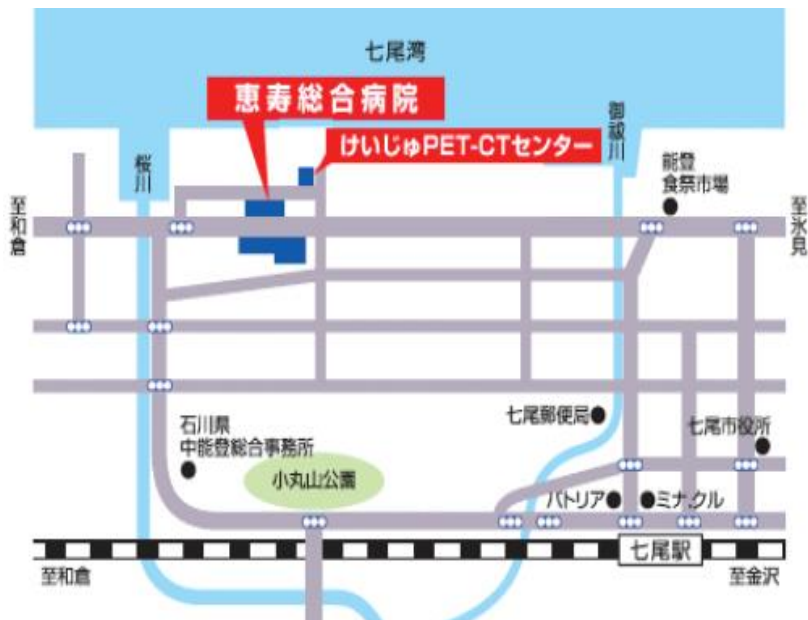 七尾湾
恵寿総合病院
けいじゅPET-CTセンター
桜川
御祓川
能登
食祭市場
至和倉
至氷見
七尾郵便局
石川県
中能登総合事務所
七尾市役所
小丸山公園
パトリア
ミナ.クル
七尾駅
至和倉
至金沢